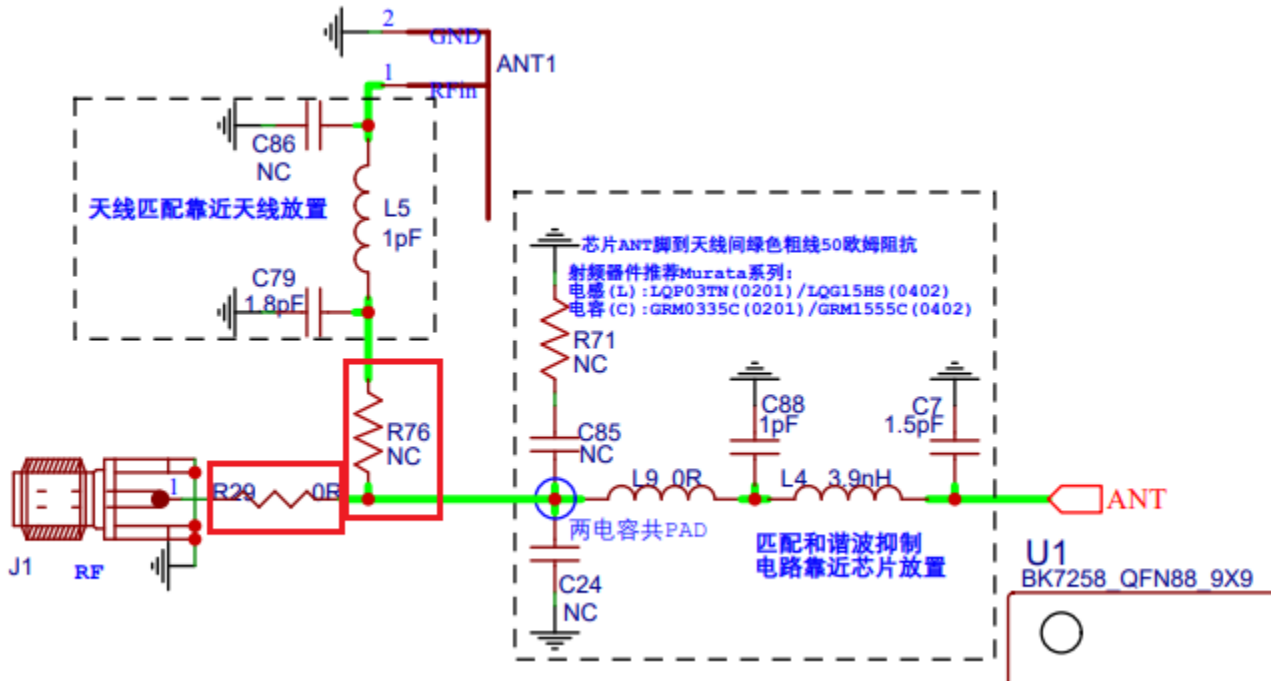 2
GND
ANT1
1
RFin
C86
NC
天线匹配靠近天线放置
L5
1pF
C79
1.8pF
芯片ANT脚到天线间绿色粗线50欧姆阻抗
射频器件推荐Murata系列:
电感(L):LQP03TN(0201)/LQG15HS(0402)
电容(C):GRM0335C(0201)/GRM1555C(0402)
R71
NC
C88
1pF
C7
1.5pF
R76
NC
C85
NC
L9 0R
L4 3.9nH
1
R29 0R
ANT
两电容共PAD
匹配和谐波抑制
电路靠近芯片放置
J1
RF
C24
NC
U1
BK7258_QFN88_9X9